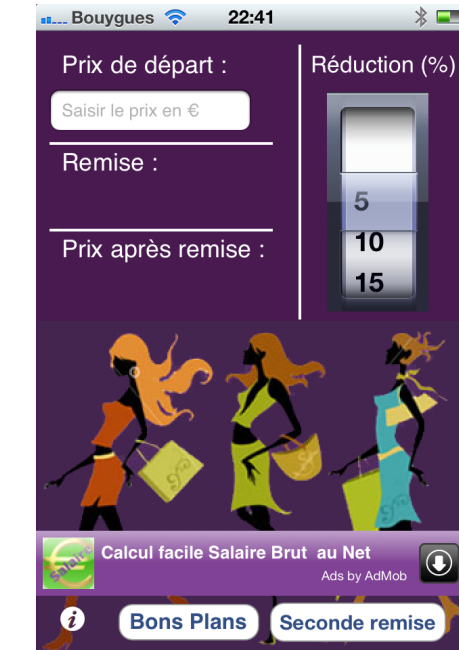 Bouygues 22:41
Prix de départ :
Saisir le prix en €
Remise :
Prix après remise :
Réduction (%)
5
10
15
€
Salaire
Calcul facile Salaire Brut au Net
Ads by AdMob
i
Bons Plans
Seconde remise